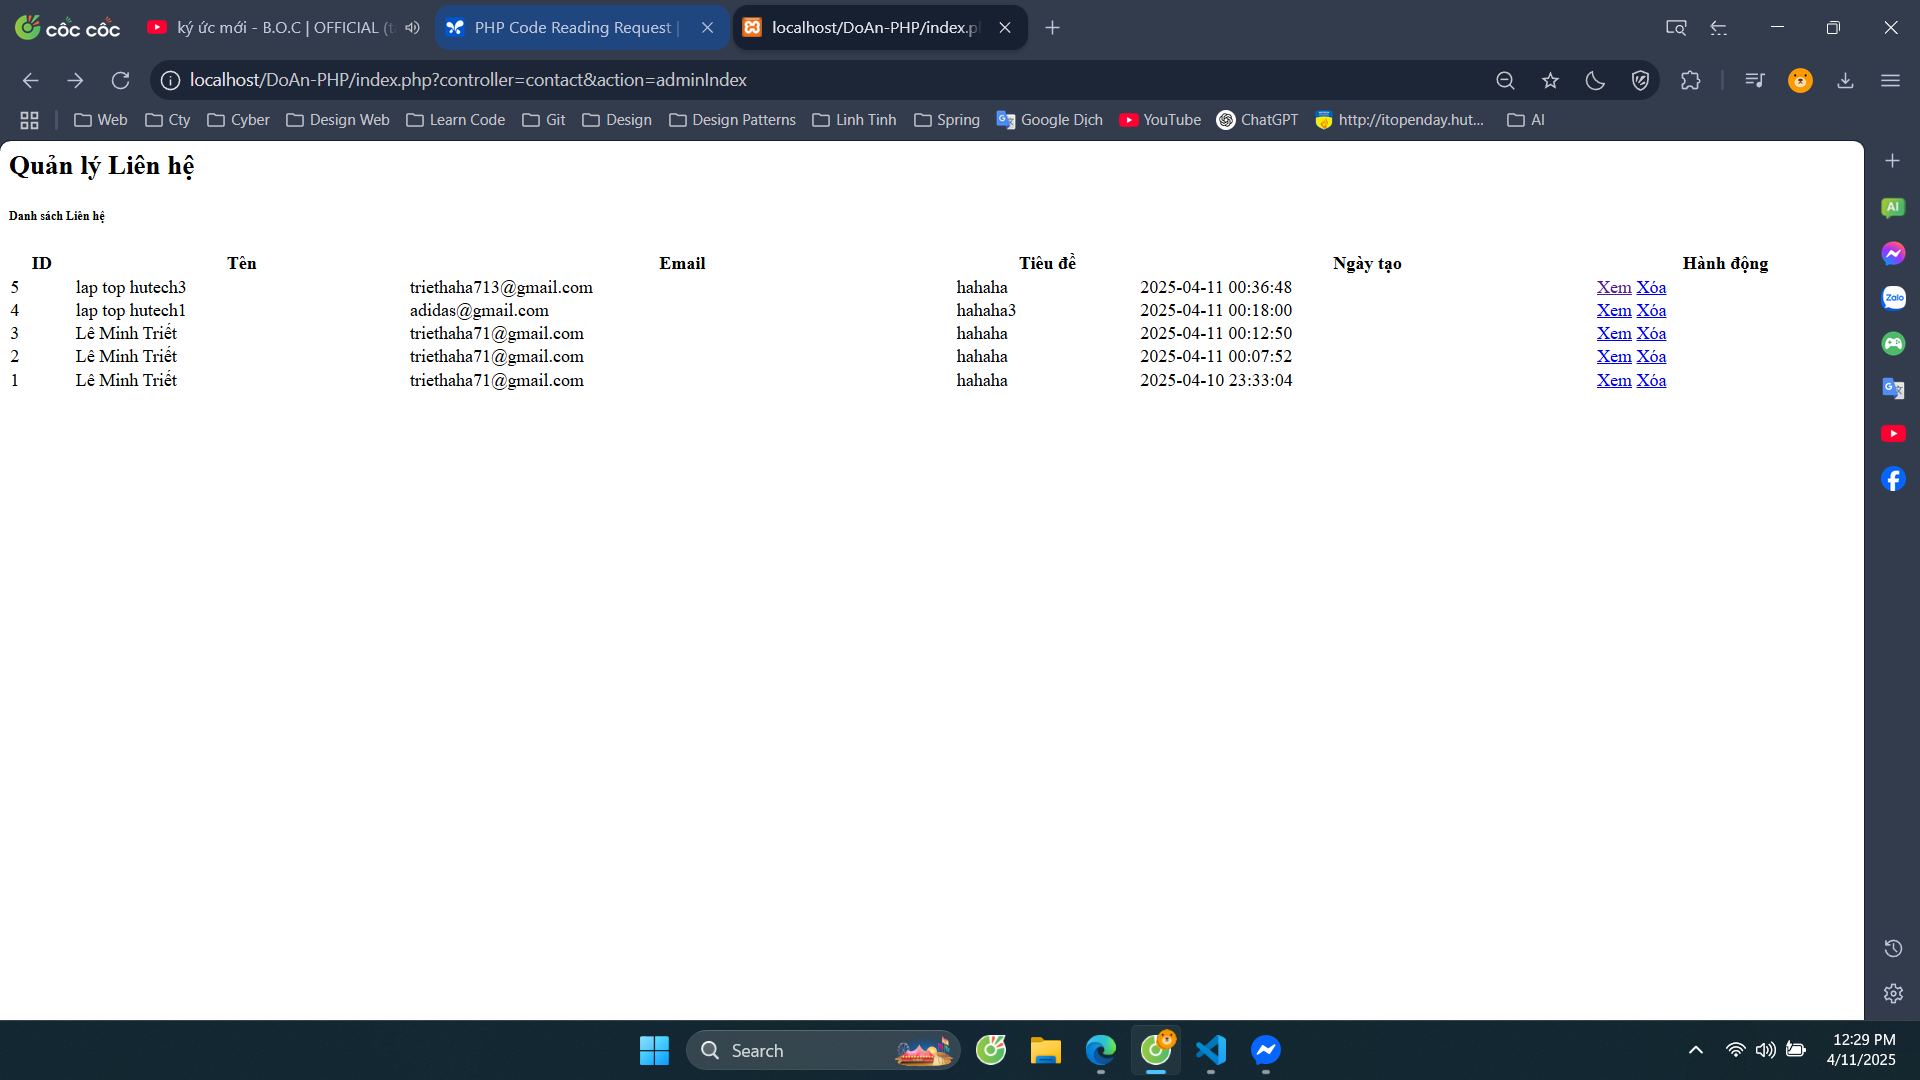 cốc cốc
ký ức mới - B.O.C | OFFICIAL
PHP Code Reading Request |
localhost/DoAn-PHP/index.p
localhost/DoAn-PHP/index.php?controller=contact&action=adminIndex
Web
Cty
Cyber
Design Web
Learn Code
Git
Design
Design Patterns
Linh Tinh
Spring
Google Dịch
YouTube
ChatGPT
http://itopenday.hut...
AI
Quản lý Liên hệ
Danh sách Liên hệ
ID Tên Email Tiêu đề Ngày tạo Hành động
5 lap top hutech3 triethaha713@gmail.com hahaha 2025-04-11 00:36:48 Xem Xóa
4 lap top hutech1 adidas@gmail.com hahaha3 2025-04-11 00:18:00 Xem Xóa
3 Lê Minh Triết triethaha71@gmail.com hahaha 2025-04-11 00:12:50 Xem Xóa
2 Lê Minh Triết triethaha71@gmail.com hahaha 2025-04-11 00:07:52 Xem Xóa
1 Lê Minh Triết triethaha71@gmail.com hahaha 2025-04-10 23:33:04 Xem Xóa
AI
Zalo
Search
12:29 PM
4/11/2025